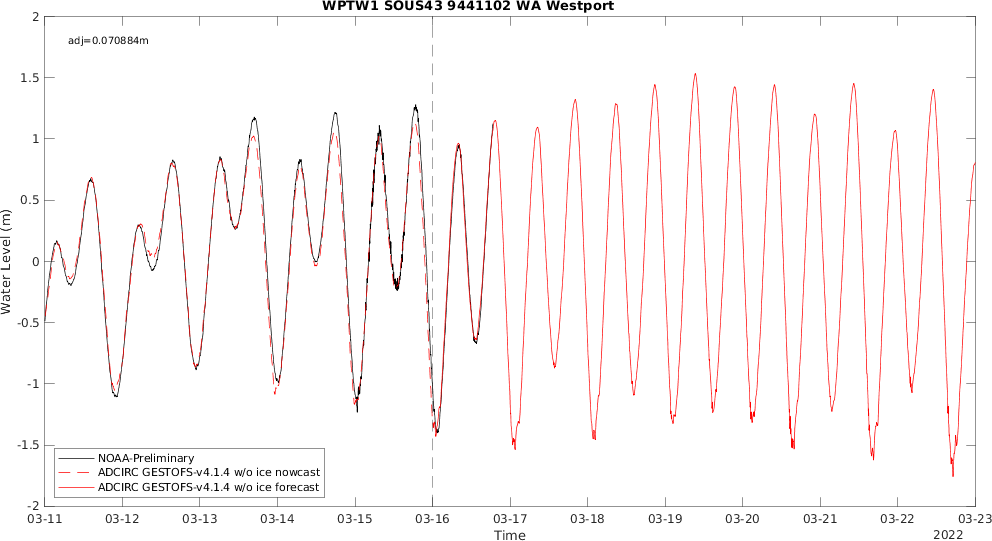 WPTW1 SOUS43 9441102 WA Westport
adj=0.070884m
Water Level (m)
2
1.5
1
0.5
0
-0.5
-1
-1.5
-2
NOAA-Preliminary
ADCIRC GESTOFS-v4.1.4 w/o ice nowcast
ADCIRC GESTOFS-v4.1.4 w/o ice forecast
03-11 03-12 03-13 03-14 03-15 03-16 03-17 03-18 03-19 03-20 03-21 03-22 03-23
Time
2022